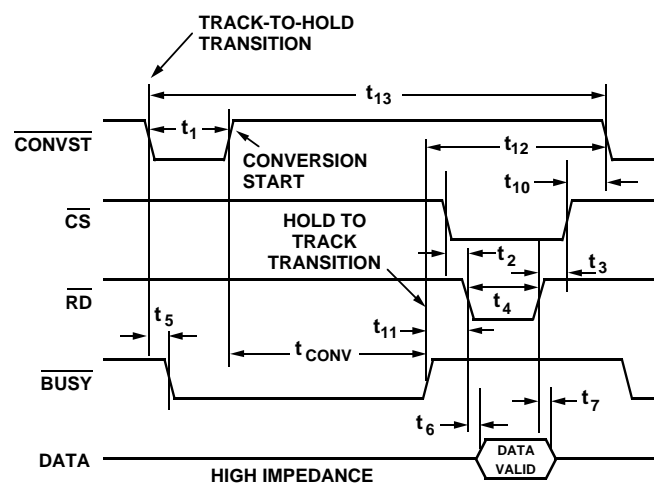 TRACK-TO-HOLD
TRANSITION
t13
t1
CONVST
t12
CONVERSION
START
t10
CS
HOLD TO
TRACK
TRANSITION
t2
t3
RD
t4
t5
t11
tCONV
BUSY
t6
t7
DATA
DATA
VALID
HIGH IMPEDANCE